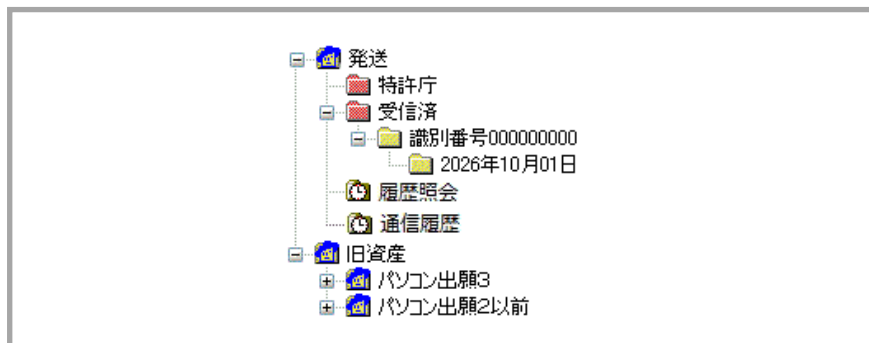 発送
特許庁
受信済
識別番号000000000
2026年10月01日
履歴照会
通信履歴
旧資産
パソコン出願3
パソコン出願2以前